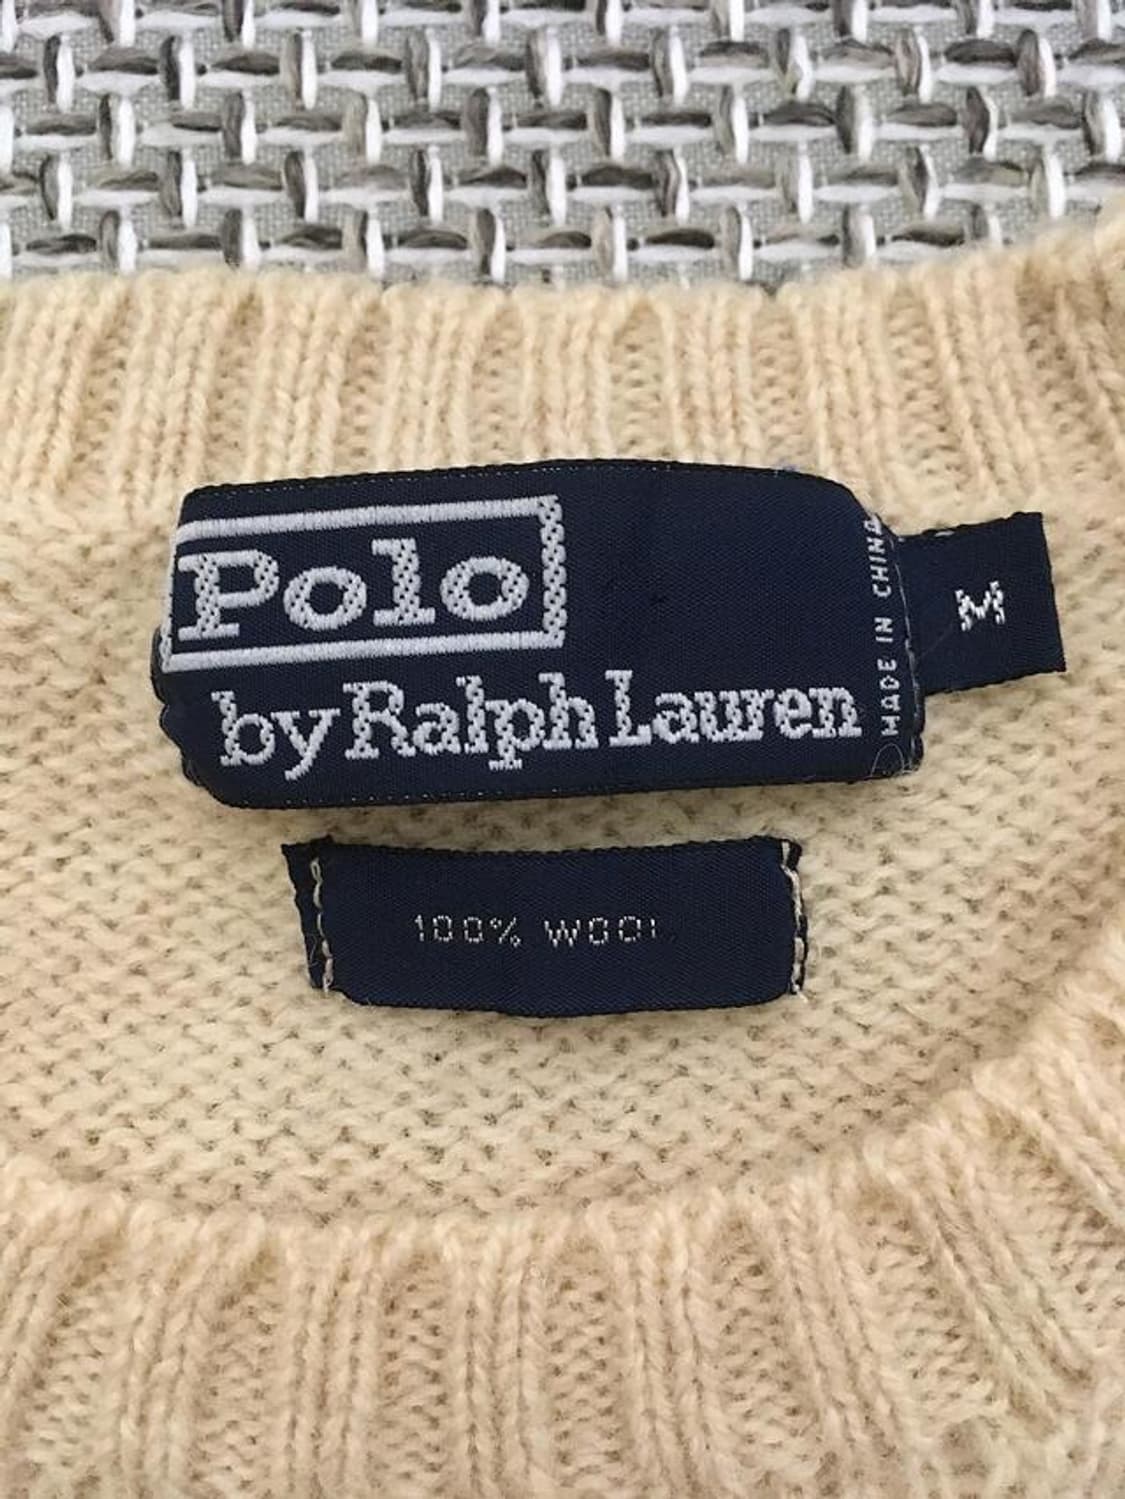 Polo
by Ralph Lauren
MADE IN CHINA
M
100% WOOL